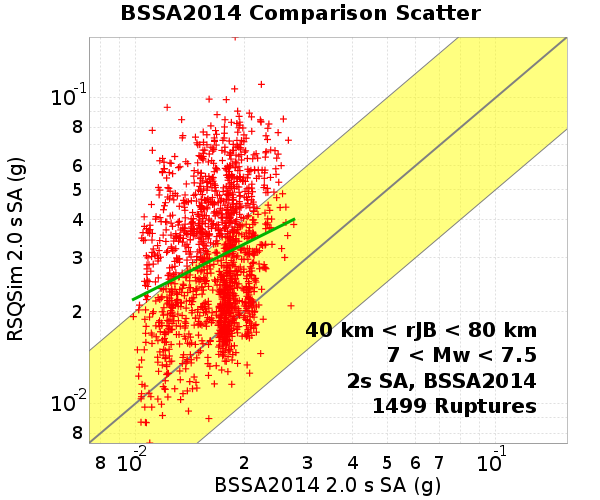 BSSA2014 Comparison Scatter
RSQSim 2.0 s SA (g)
10-1
8
6
5
4
3
2
10-2
8
40 km < rJB < 80 km
7 < Mw < 7.5
2s SA, BSSA2014
1499 Ruptures
8 10-2 2 3 4 5 6 7 10-1
BSSA2014 2.0 s SA (g)